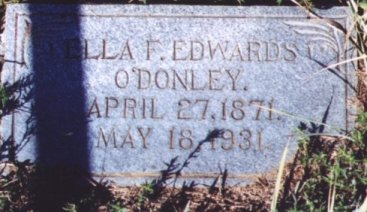 ELLA F. EDWARDS
O'DONLEY.
APRIL 27, 1871.
MAY 18, 1931.